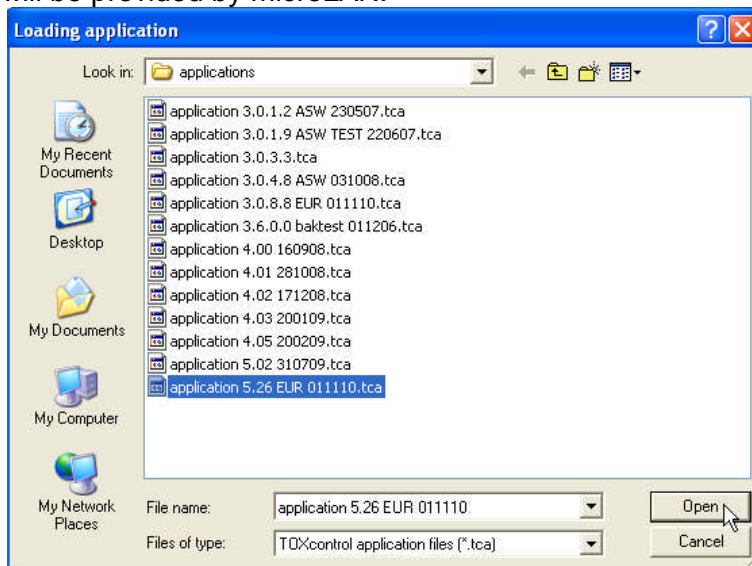 will be provided by microLAN.
Loading application
Look in: applications
application 3.0.1.2 ASW 230507.tca
application 3.0.1.9 ASW TEST 220607.tca
application 3.0.3.3.tca
application 3.0.4.8 ASW 031008.tca
application 3.0.8.8 EUR 011110.tca
application 3.6.0.0 baktest 011206.tca
application 4.00 160908.tca
application 4.01 281008.tca
application 4.02 171208.tca
application 4.03 200109.tca
application 4.05 200209.tca
application 5.02 310709.tca
application 5.26 EUR 011110.tca
My Recent
Documents
Desktop
My Documents
My Computer
My Network
Places
File name: application 5.26 EUR 011110 Open
Files of type: TOXcontrol application files (*.tca) Cancel